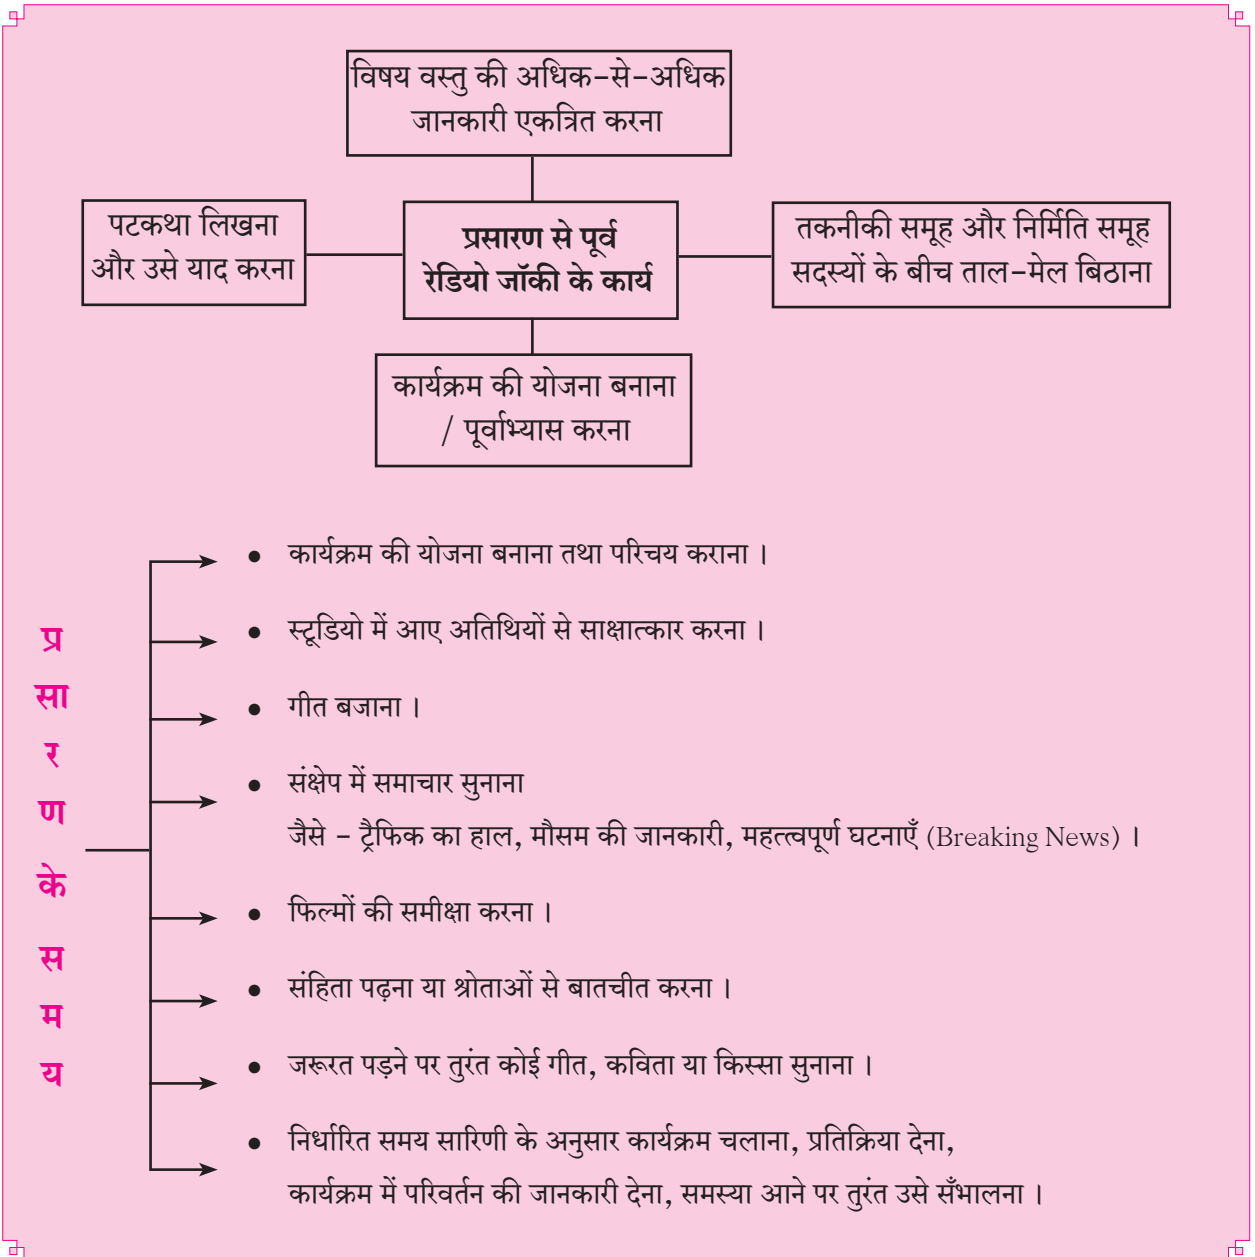 विषय वस्तु की अधिक-से-अधिक
जानकारी एकत्रित करना
पटकथा लिखना
और उसे याद करना
प्रसारण से पूर्व
रेडियो जॉकी के कार्य
तकनीकी समूह और निर्मिति समूह
सदस्यों के बीच ताल-मेल बिठाना
कार्यक्रम की योजना बनाना
/ पूर्वाभ्यास करना
प्र
सा
र
ण
के
स
म
य
• कार्यक्रम की योजना बनाना तथा परिचय कराना ।
• स्टूडियो में आए अतिथियों से साक्षात्कार करना ।
• गीत बजाना ।
• संक्षेप में समाचार सुनाना
जैसे - ट्रैफिक का हाल, मौसम की जानकारी, महत्त्वपूर्ण घटनाएँ (Breaking News) ।
• फिल्मों की समीक्षा करना ।
• संहिता पढ़ना या श्रोताओं से बातचीत करना ।
• जरूरत पड़ने पर तुरंत कोई गीत, कविता या किस्सा सुनाना ।
• निर्धारित समय सारिणी के अनुसार कार्यक्रम चलाना, प्रतिक्रिया देना,
कार्यक्रम में परिवर्तन की जानकारी देना, समस्या आने पर तुरंत उसे सँभालना ।